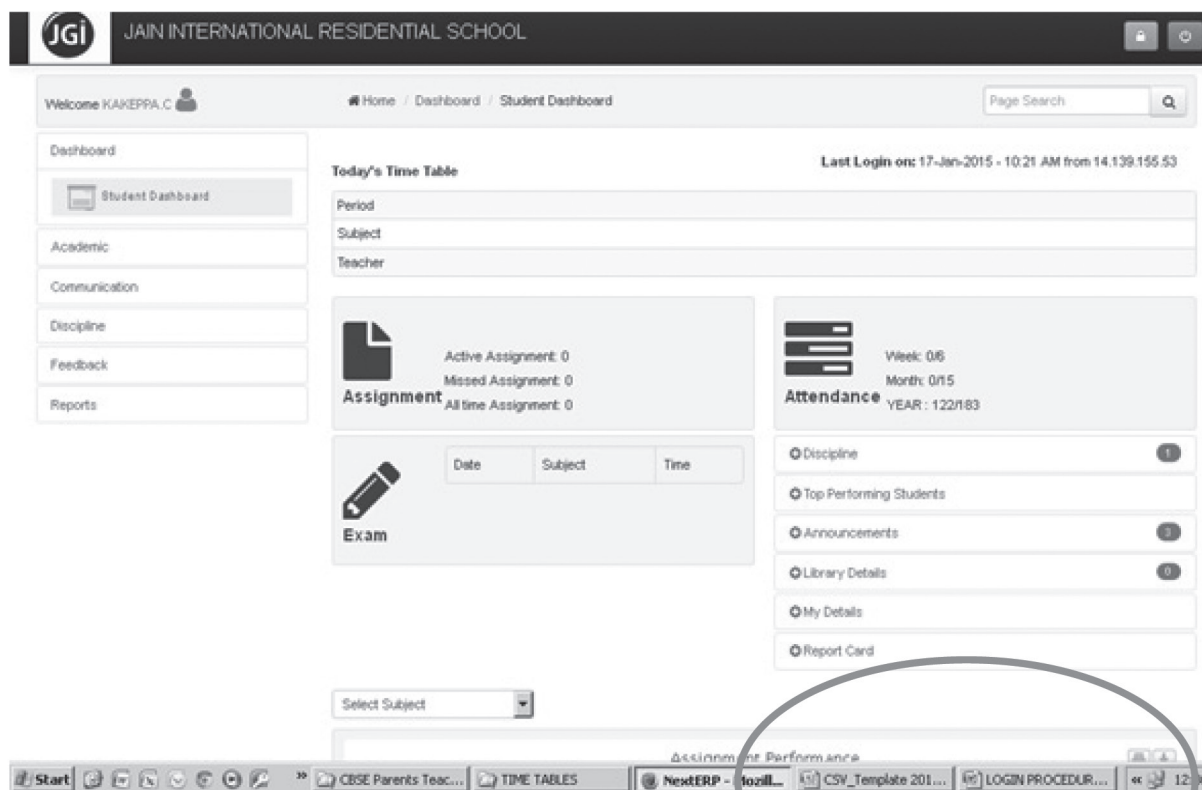 JGi JAIN INTERNATIONAL RESIDENTIAL SCHOOL
Welcome KAKEPPA.C
Home / Dashboard / Student Dashboard
Page Search
Dashboard
Student Dashboard
Academic
Communication
Discipline
Feedback
Reports
Last Login on: 17-Jan-2015 - 10:21 AM from 14.139.155.53
Today's Time Table
Period
Subject
Teacher
Assignment
Active Assignment: 0
Missed Assignment: 0
All time Assignment: 0
Attendance
Week: 0/6
Month: 0/15
YEAR : 122/183
Exam
Date Subject Time
Discipline 1
Top Performing Students
Announcements 3
Library Details 0
My Details
Report Card
Select Subject
Assignment Performance
Start
CBSE Parents Teac...
TIME TABLES
NextERP - Mozill...
CSV_Template 201...
LOGIN PROCEDUR...